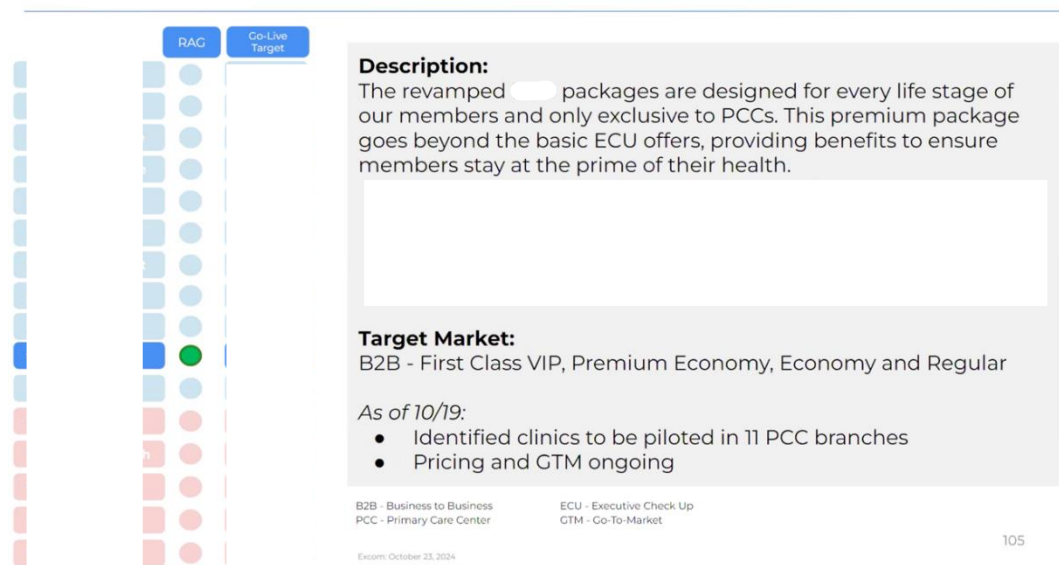 RAG
Go-Live
Target
Description:
The revamped packages are designed for every life stage of
our members and only exclusive to PCCs. This premium package
goes beyond the basic ECU offers, providing benefits to ensure
members stay at the prime of their health.
Target Market:
B2B - First Class VIP, Premium Economy, Economy and Regular
As of 10/19:
● Identified clinics to be piloted in 11 PCC branches
● Pricing and GTM ongoing
B2B - Business to Business
PCC - Primary Care Center
ECU - Executive Check Up
GTM - Go-To-Market
105
Excom: October 23, 2024